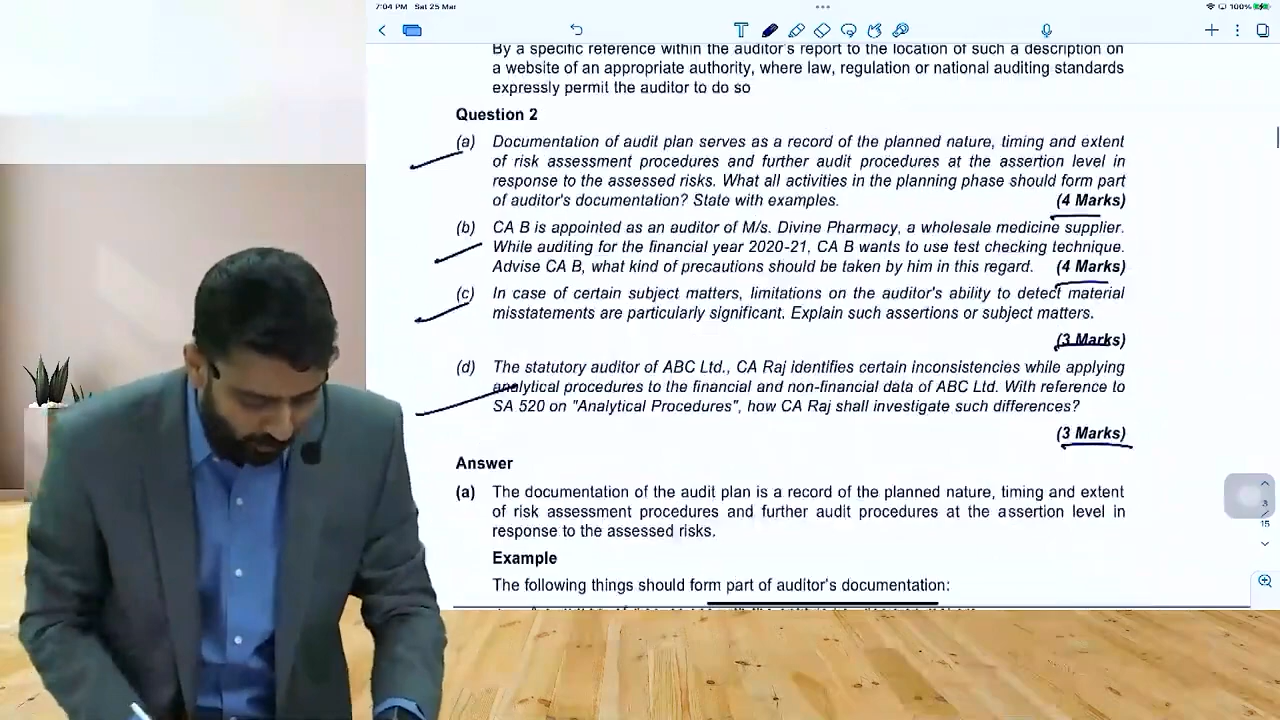 7:04 PM Sat 25 Mar
100%
By a specific reference within the auditor's report to the location of such a description on
a website of an appropriate authority, where law, regulation or national auditing standards
expressly permit the auditor to do so
Question 2
(a) Documentation of audit plan serves as a record of the planned nature, timing and extent
of risk assessment procedures and further audit procedures at the assertion level in
response to the assessed risks. What all activities in the planning phase should form part
of auditor's documentation? State with examples. (4 Marks)
(b) CA B is appointed as an auditor of M/s. Divine Pharmacy, a wholesale medicine supplier.
While auditing for the financial year 2020-21, CA B wants to use test checking technique.
Advise CA B, what kind of precautions should be taken by him in this regard. (4 Marks)
(c) In case of certain subject matters, limitations on the auditor's ability to detect material
misstatements are particularly significant. Explain such assertions or subject matters.
(3 Marks)
(d) The statutory auditor of ABC Ltd., CA Raj identifies certain inconsistencies while applying
analytical procedures to the financial and non-financial data of ABC Ltd. With reference to
SA 520 on "Analytical Procedures", how CA Raj shall investigate such differences?
(3 Marks)
Answer
(a) The documentation of the audit plan is a record of the planned nature, timing and extent
of risk assessment procedures and further audit procedures at the assertion level in
response to the assessed risks.
Example
The following things should form part of auditor's documentation:
3
15